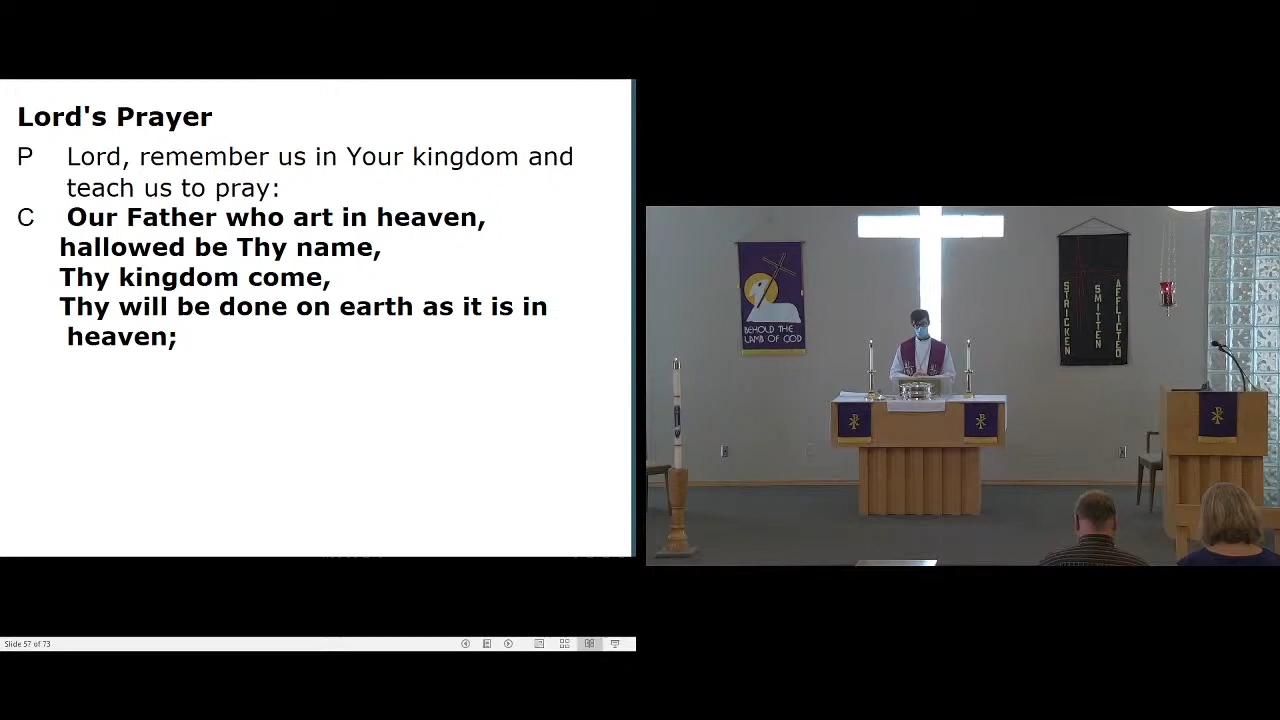 Lord's Prayer
P Lord, remember us in Your kingdom and
teach us to pray:
C Our Father who art in heaven,
hallowed be Thy name,
Thy kingdom come,
Thy will be done on earth as it is in
heaven;
Slide 57 of 73
BEHOLD THE
LAMB OF GOD
STRICKEN
SMITTEN
AFFLICTED